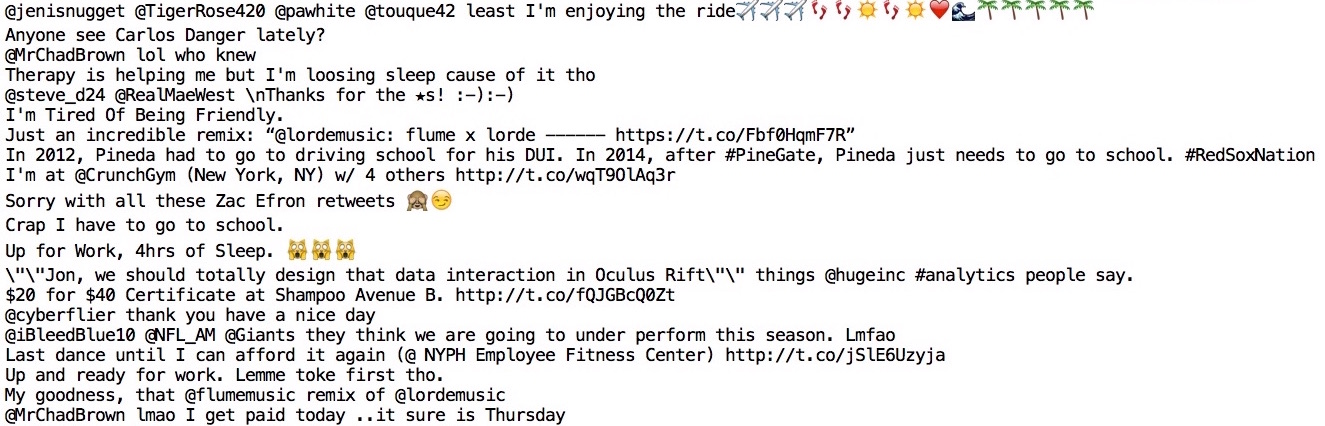 @jenisnugget @TigerRose420 @pawhite @touque42 least I'm enjoying the ride✈️✈️✈️👣👣☀️👣☀️❤️🌊🌴🌴🌴🌴🌴
Anyone see Carlos Danger lately?
@MrChadBrown lol who knew
Therapy is helping me but I'm loosing sleep cause of it tho
@steve_d24 @RealMaeWest \nThanks for the ★s! :-):-)
I'm Tired Of Being Friendly.
Just an incredible remix: “@lordemusic: flume x lorde —————— https://t.co/Fbf0HqmF7R”
In 2012, Pineda had to go to driving school for his DUI. In 2014, after #PineGate, Pineda just needs to go to school. #RedSoxNation
I'm at @CrunchGym (New York, NY) w/ 4 others http://t.co/wqT9OlAq3r
Sorry with all these Zac Efron retweets 🙈😏
Crap I have to go to school.
Up for Work, 4hrs of Sleep. 🙀🙀🙀
\"\"Jon, we should totally design that data interaction in Oculus Rift\"\" things @hugeinc #analytics people say.
$20 for $40 Certificate at Shampoo Avenue B. http://t.co/fQJGBcQ0Zt
@cyberflier thank you have a nice day
@iBleedBlue10 @NFL_AM @Giants they think we are going to under perform this season. Lmfao
Last dance until I can afford it again (@ NYPH Employee Fitness Center) http://t.co/jSlE6Uzyja
Up and ready for work. Lemme toke first tho.
My goodness, that @flumemusic remix of @lordemusic
@MrChadBrown lmao I get paid today ..it sure is Thursday